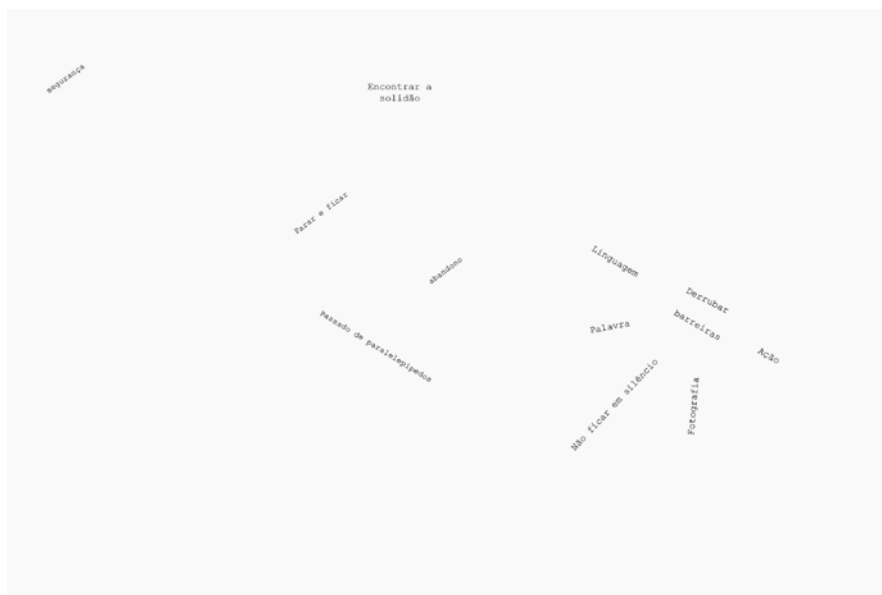 segurança
Encontrar a
solidão
Parar e ficar
abandono
Passado de paralelepípedos
Linguagem
Derrubar
barreiras
Palavra
Ação
Não ficar em silêncio
Fotografia